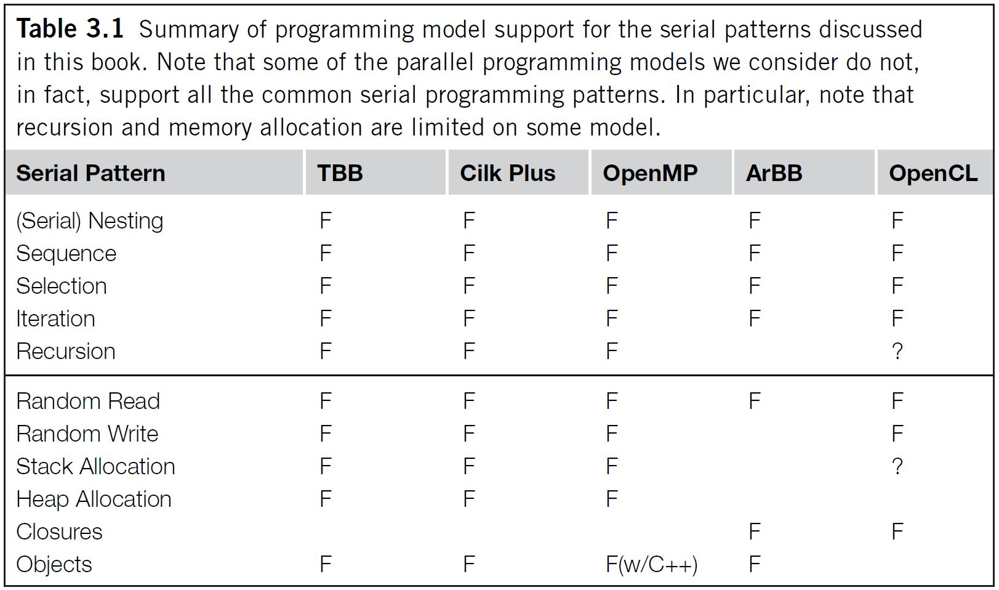 Table 3.1 Summary of programming model support for the serial patterns discussed
in this book. Note that some of the parallel programming models we consider do not,
in fact, support all the common serial programming patterns. In particular, note that
recursion and memory allocation are limited on some model.
Serial Pattern TBB Cilk Plus OpenMP ArBB OpenCL
(Serial) Nesting F F F F F
Sequence F F F F F
Selection F F F F F
Iteration F F F F F
Recursion F F F ?
Random Read F F F F F
Random Write F F F F
Stack Allocation F F F ?
Heap Allocation F F F
Closures F F
Objects F F F(w/C++) F